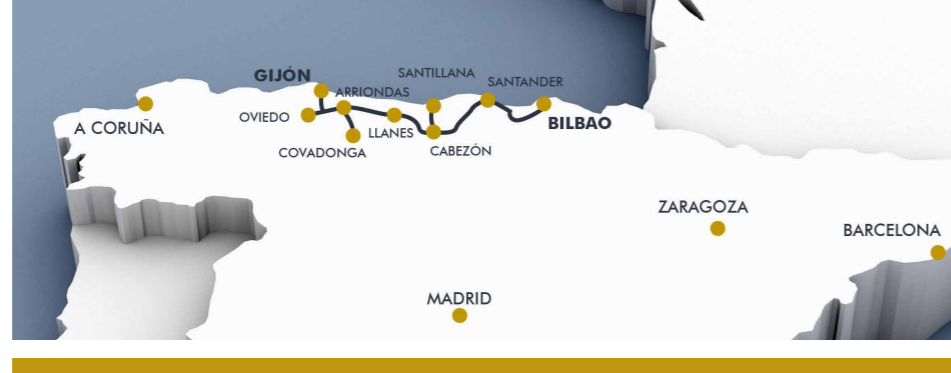 SANTILLANA
GIJÓN
SANTANDER
ARRIONDAS
OVIEDO
A CORUÑA
LLANES
BILBAO
COVADONGA
CABEZÓN
ZARAGOZA
BARCELONA
MADRID